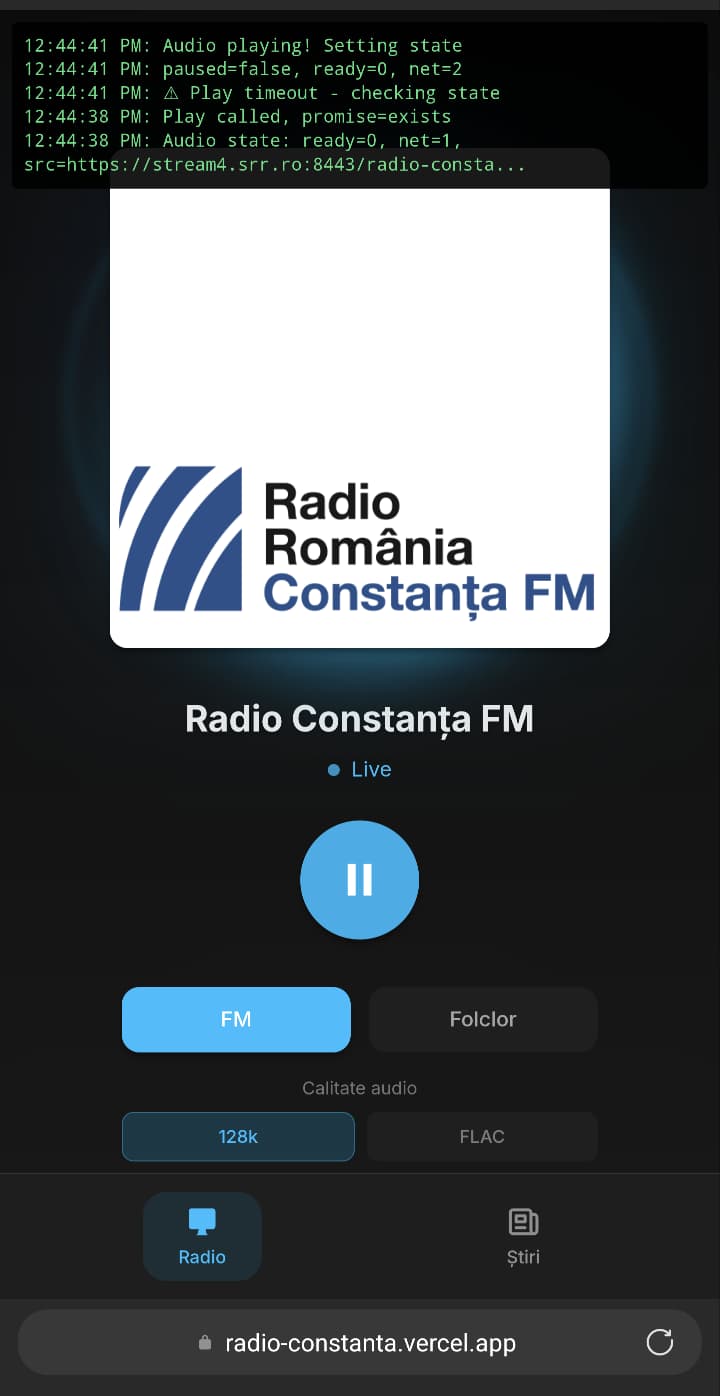 12:44:41 PM: Audio playing! Setting state
12:44:41 PM: paused=false, ready=0, net=2
12:44:41 PM: ⚠ Play timeout - checking state
12:44:38 PM: Play called, promise=exists
12:44:38 PM: Audio state: ready=0, net=1,
src=https://stream4.srr.ro:8443/radio-consta...
Radio
România
Constanța FM
Radio Constanța FM
Live
FM
Folclor
Calitate audio
128k
FLAC
Radio
Știri
radio-constanta.vercel.app